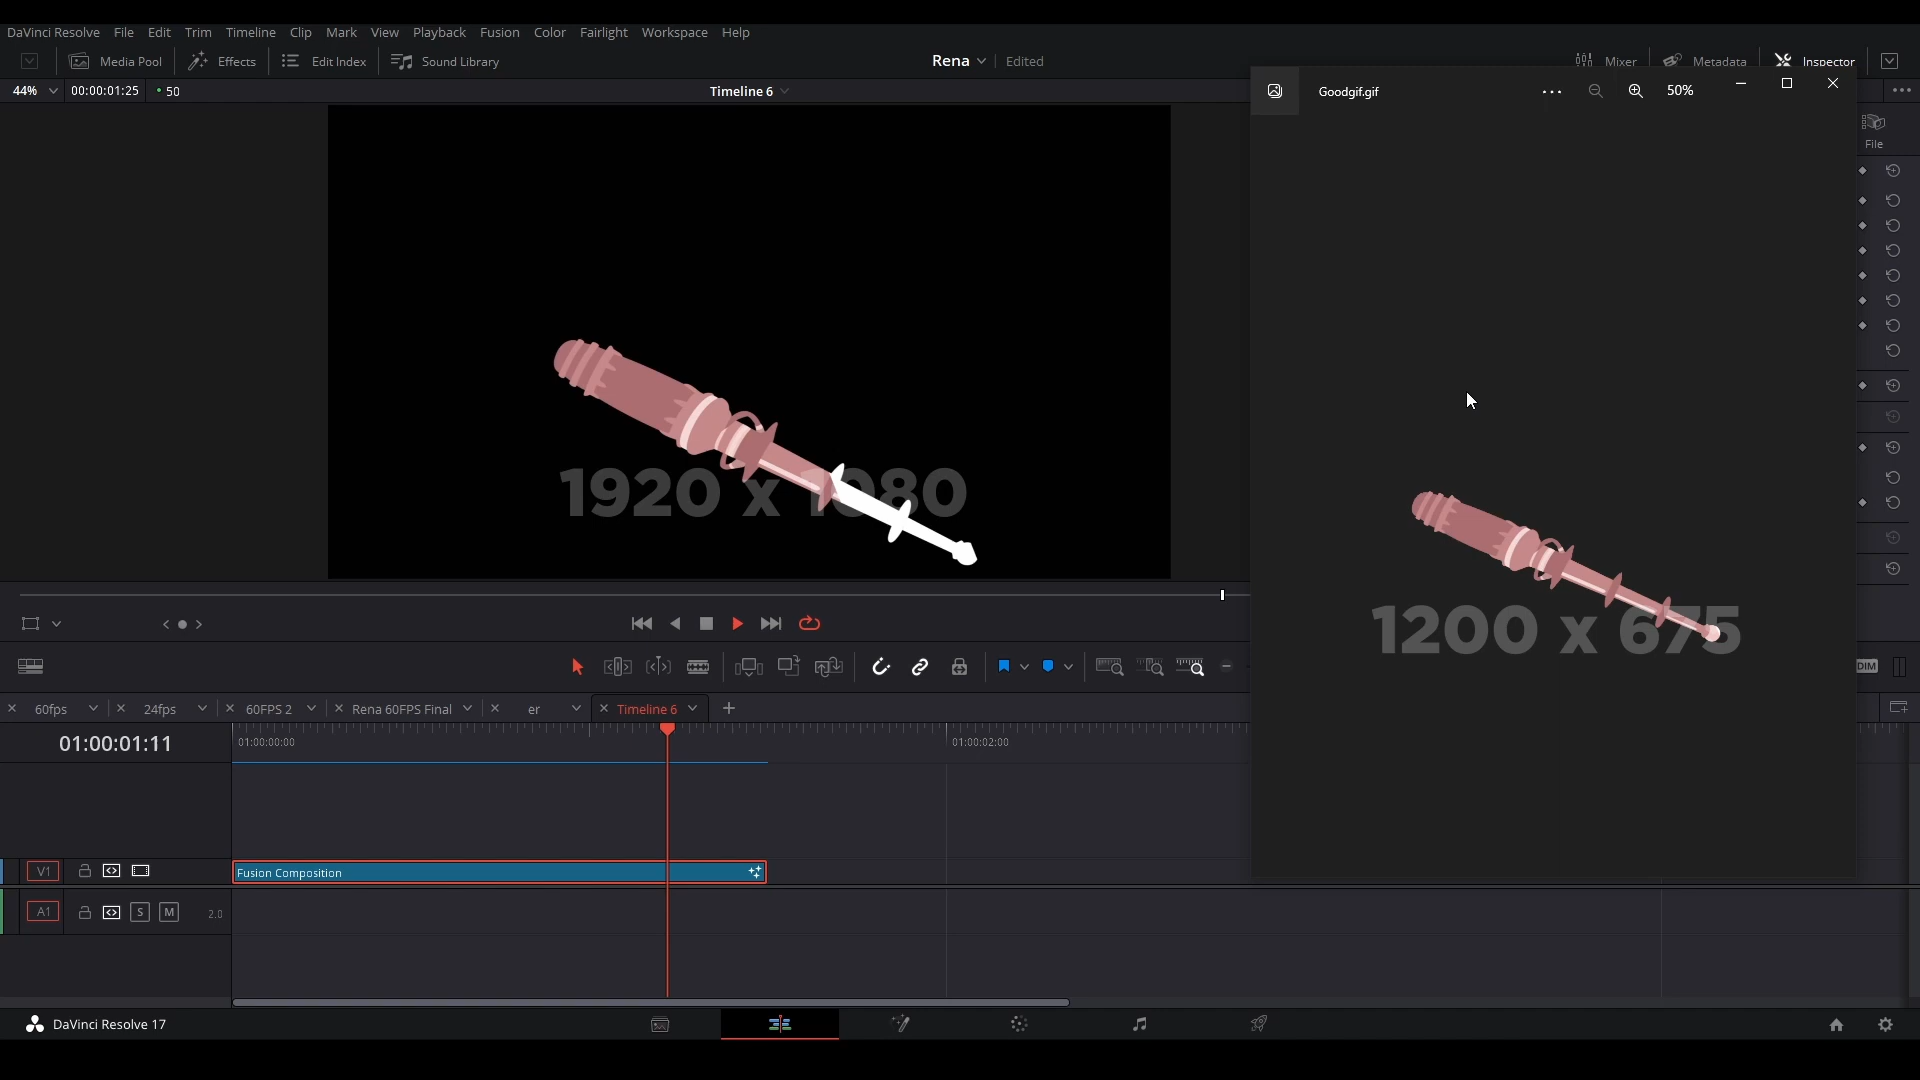 DaVinci Resolve File Edit Trim Timeline Clip Mark View Playback Fusion Color Fairlight Workspace Help
Media Pool Effects Edit Index Sound Library Rena Edited Mixer Metadata Inspector
44% 00:00:01:25 50 Timeline 6
Goodgif.gif 50%
File
1920 x 1080
1200 x 675
DIM
60fps 24fps 60FPS 2 Rena 60FPS Final er Timeline 6
01:00:01:11 01:00:00:00 01:00:02:00
V1 Fusion Composition
A1 S M 2.0
DaVinci Resolve 17